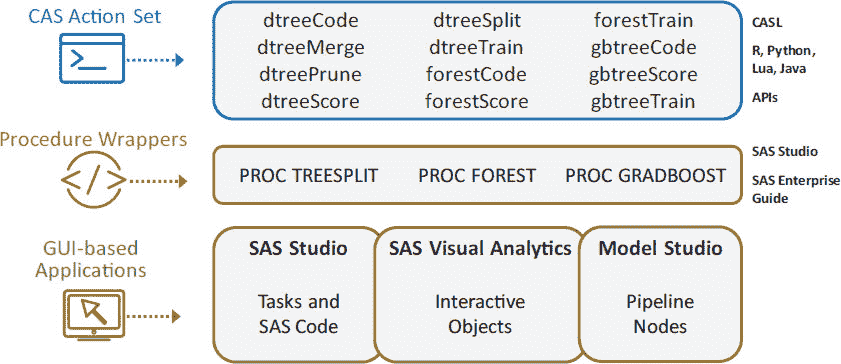 CAS Action Set
dtreeCode dtreeSplit forestTrain
dtreeMerge dtreeTrain gbtreeCode
dtreePrune forestCode gbtreeScore
dtreeScore forestScore gbtreeTrain
CASL
R, Python,
Lua, Java
APIs
Procedure Wrappers
PROC TREESPLIT PROC FOREST PROC GRADBOOST
SAS Studio
SAS Enterprise
Guide
GUI-based
Applications
SAS Studio
Tasks and
SAS Code
SAS Visual Analytics
Interactive
Objects
Model Studio
Pipeline
Nodes